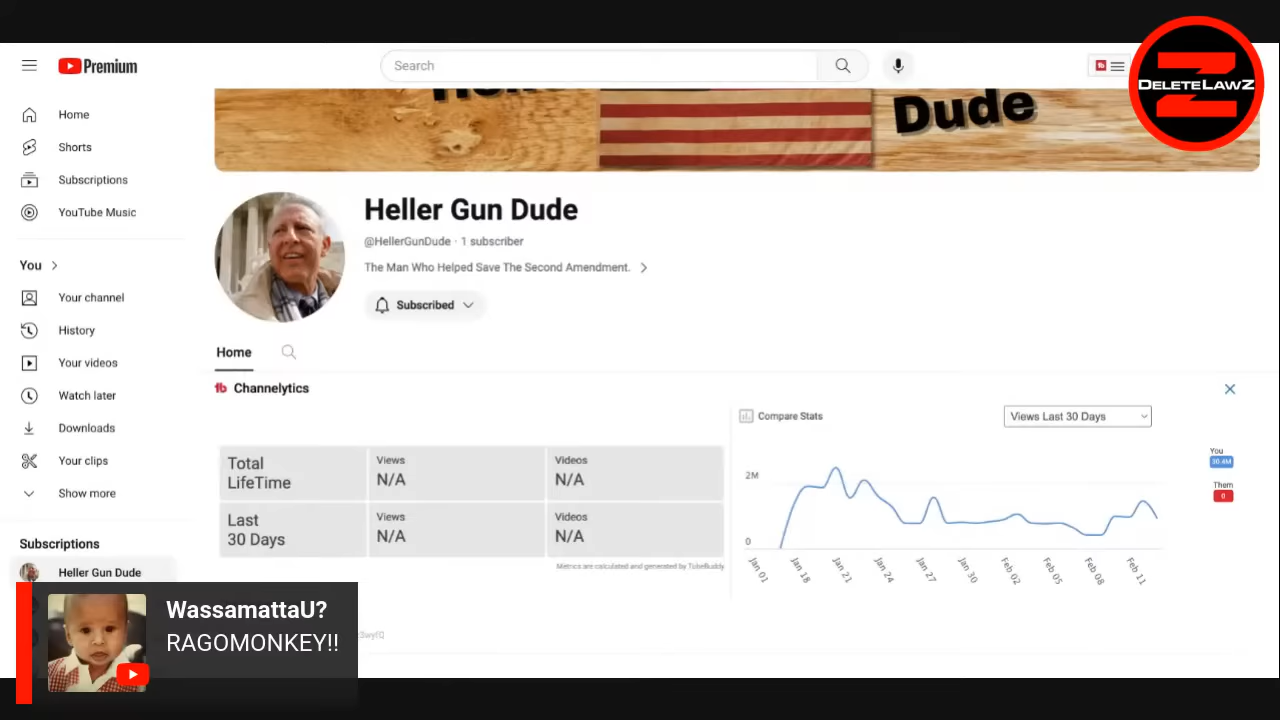 Premium
Search
DELETELAWZ
Dude
Home
Shorts
Subscriptions
YouTube Music
You
Your channel
History
Your videos
Watch later
Downloads
Your clips
Show more
Subscriptions
Heller Gun Dude
Heller Gun Dude
@HellerGunDude · 1 subscriber
The Man Who Helped Save The Second Amendment.
Subscribed
Home
Channelytics
Total LifeTime
Views
N/A
Videos
N/A
Last 30 Days
Views
N/A
Videos
N/A
Metrics are calculated and generated by TubeBuddy
Compare Stats
Views Last 30 Days
2M
0
Jan 01
Jan 18
Jan 21
Jan 24
Jan 27
Jan 30
Feb 02
Feb 05
Feb 08
Feb 11
You
30.4M
Them
0
WassamattaU?
RAGOMONKEY!!